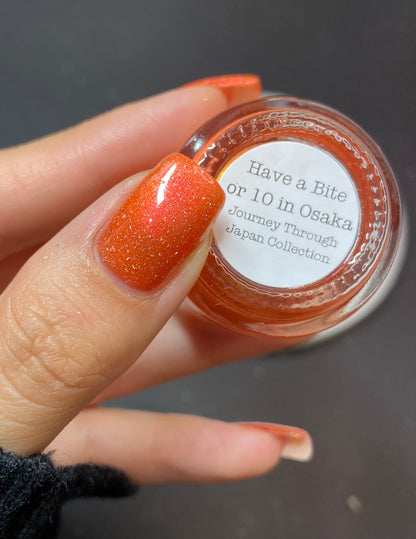 Have a Bite
or 10 in Osaka
Journey Through
Japan Collection